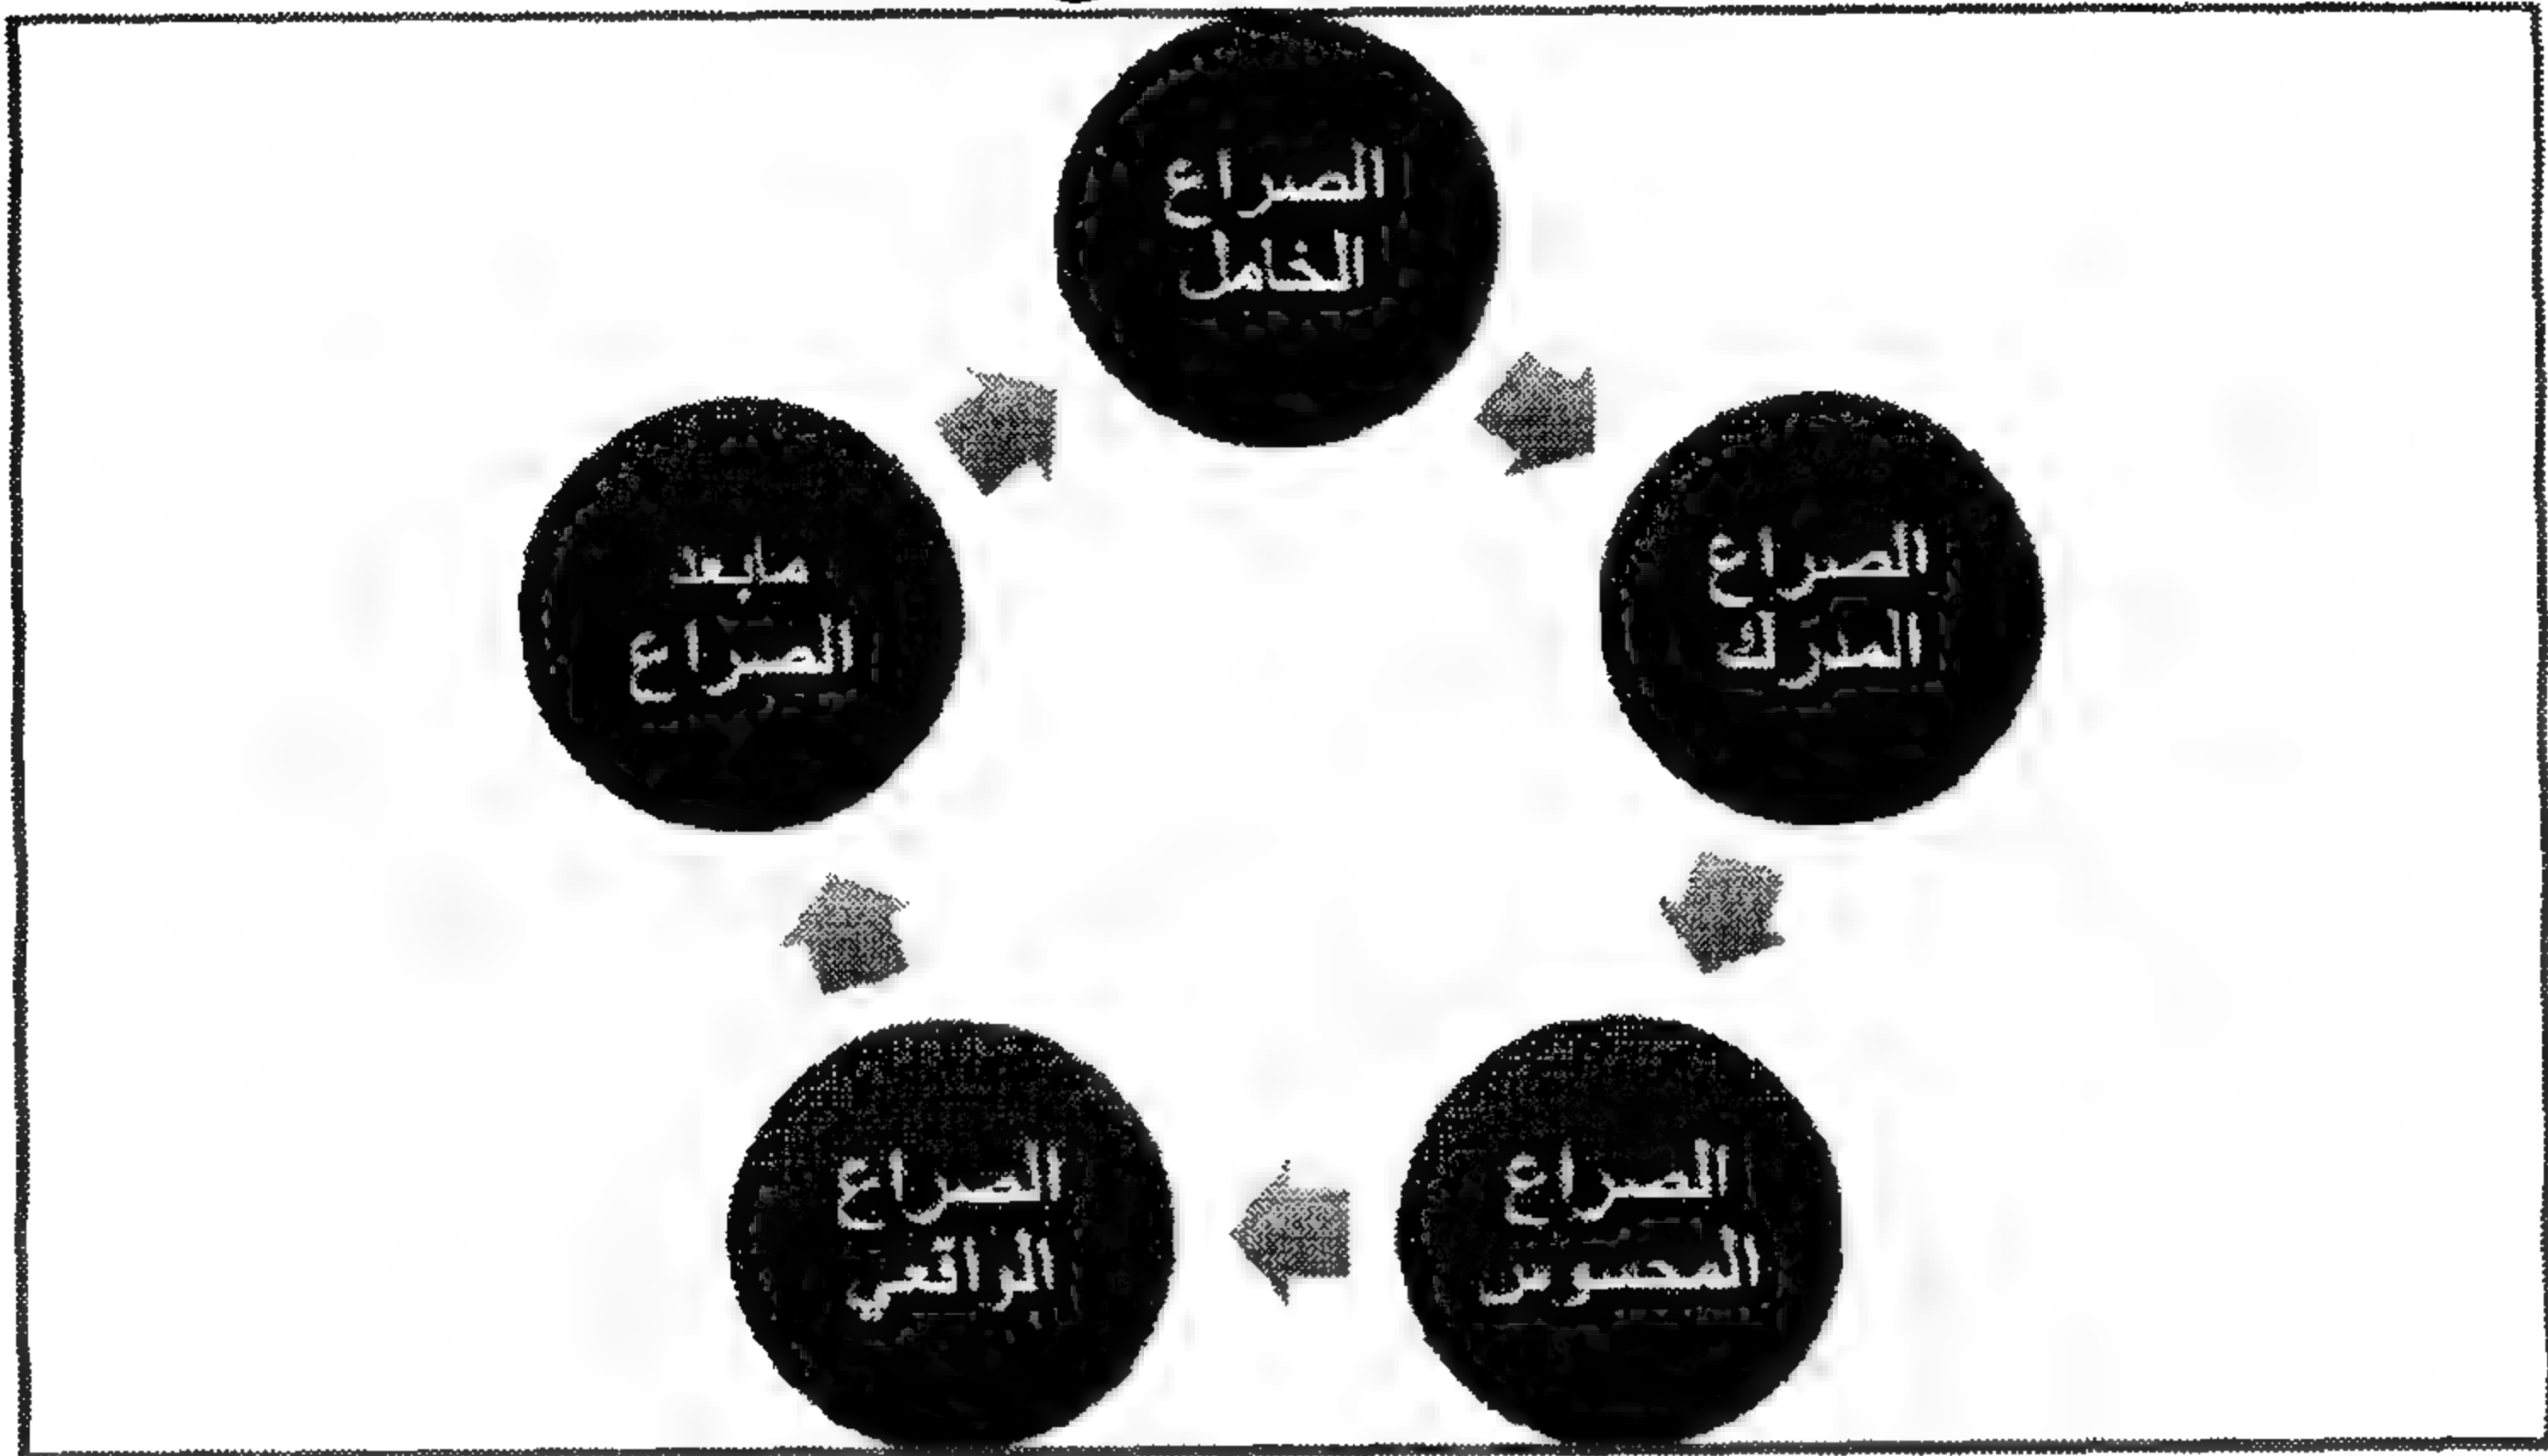 الصراع
الخامل
الصراع
المدرك
الصراع
المحسوس
الصراع
الواقعي
مابعد
الصراع